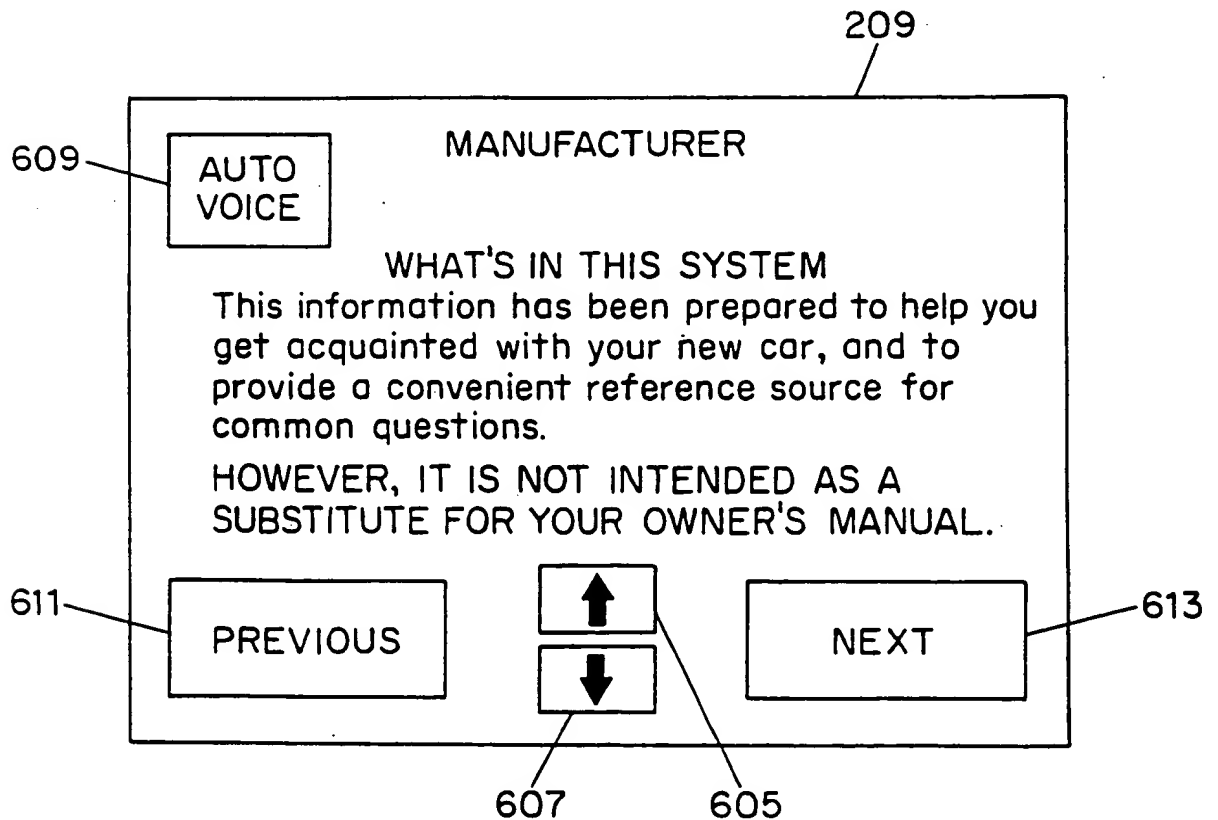 209
MANUFACTURER
609
AUTO
VOICE
WHAT'S IN THIS SYSTEM
This information has been prepared to help you
get acquainted with your new car, and to
provide a convenient reference source for
common questions.
HOWEVER, IT IS NOT INTENDED AS A
SUBSTITUTE FOR YOUR OWNER'S MANUAL.
611
PREVIOUS
NEXT
613
607
605